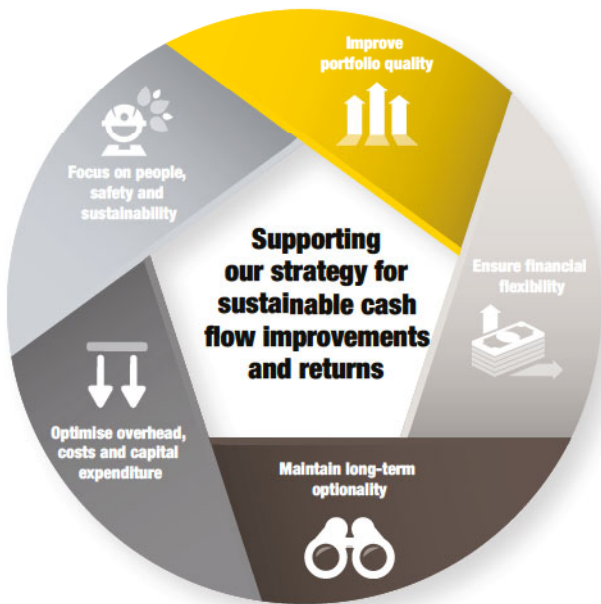 Improve
portfolio quality
Focus on people,
safety and
sustainability
Supporting
our strategy for
sustainable cash
flow improvements
and returns
Ensure financial
flexibility
Optimise overhead,
costs and capital
expenditure
Maintain long-term
optionality